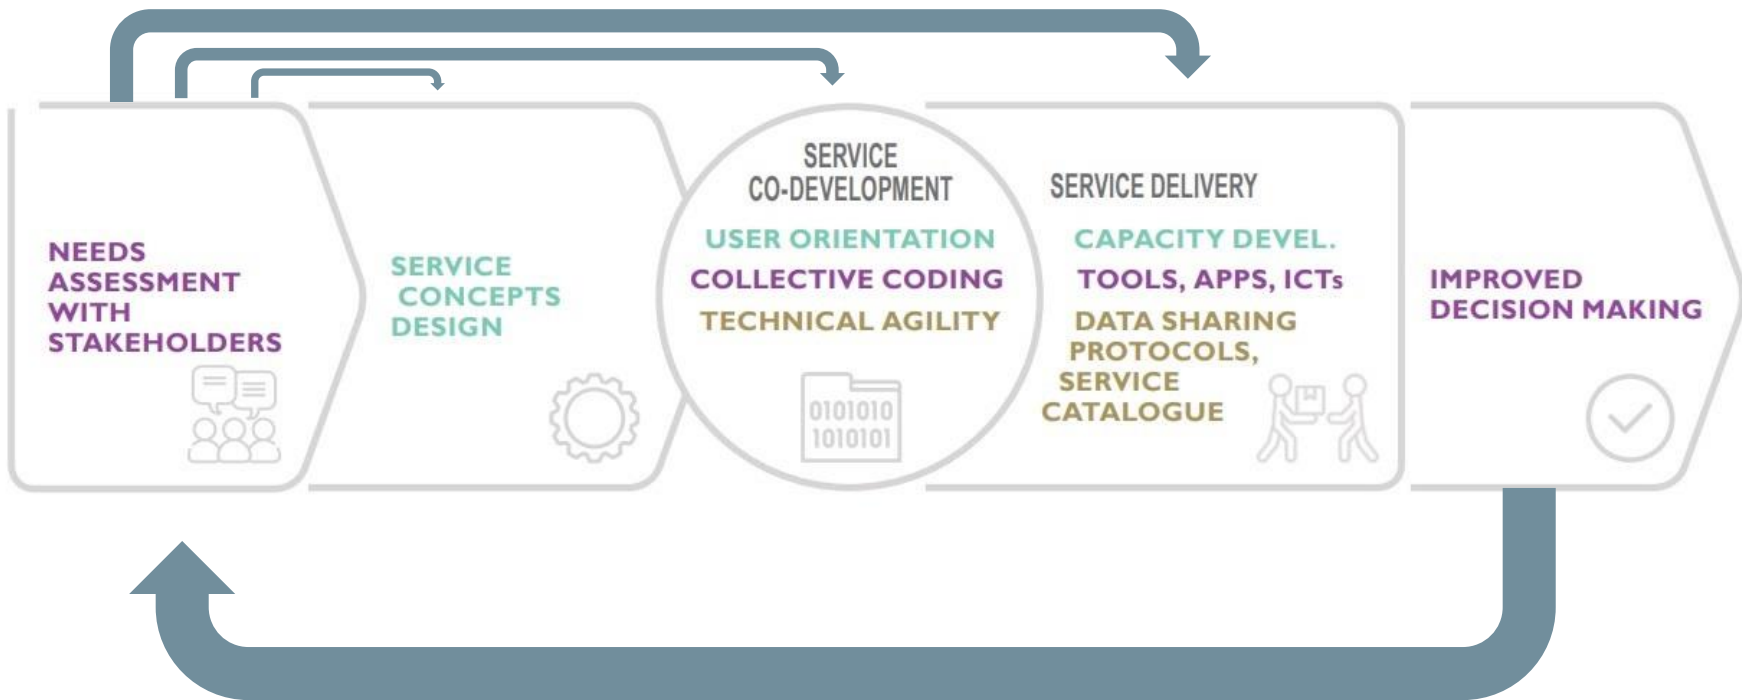 NEEDS
ASSESSMENT
WITH
STAKEHOLDERS
SERVICE
CONCEPTS
DESIGN
SERVICE
CO-DEVELOPMENT
USER ORIENTATION
COLLECTIVE CODING
TECHNICAL AGILITY
0101010
1010101
SERVICE DELIVERY
CAPACITY DEVEL.
TOOLS, APPS, ICTs
DATA SHARING
PROTOCOLS,
SERVICE
CATALOGUE
IMPROVED
DECISION MAKING